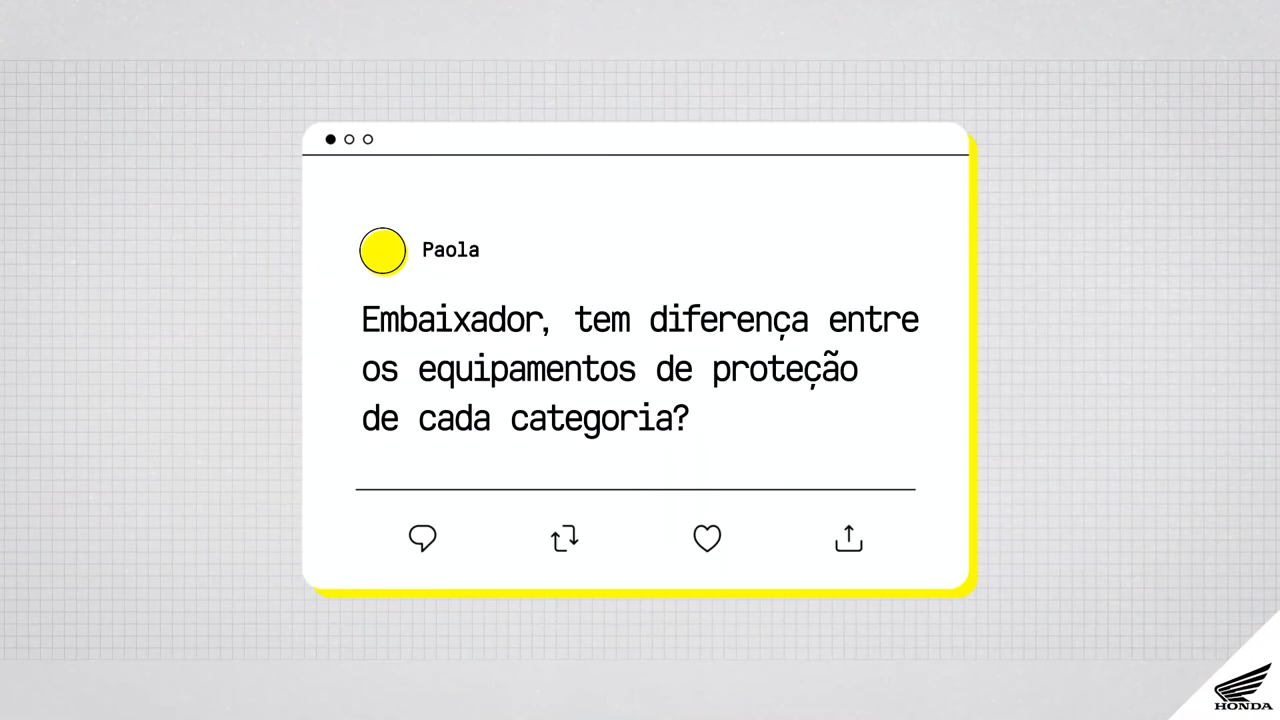 Paola
Embaixador, tem diferença entre
os equipamentos de proteção
de cada categoria?
HONDA